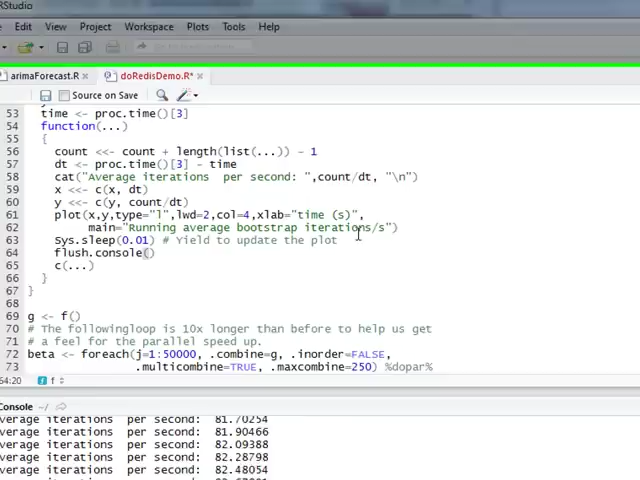 RStudio
Edit View Project Workspace Plots Tools Help
arimaForecast.R × doRedisDemo.R* ×
Source on Save
53 time <- proc.time()[3]
54 function(...)
55 {
56 count <<- count + length(list(...)) - 1
57 dt <- proc.time()[3] - time
58 cat("Average iterations per second: ",count/dt, "\n")
59 x <<- c(x, dt)
60 y <<- c(y, count/dt)
61 plot(x,y,type="l",lwd=2,col=4,xlab="time (s)",
62 main="Running average bootstrap iterations/s")
63 Sys.sleep(0.01) # Yield to update the plot
64 flush.console()
65 c(...)
66 }
67 }
68
69 g <- f()
70 # The followingloop is 10x longer than before to help us get
71 # a feel for the parallel speed up.
72 beta <- foreach(j=1:50000, .combine=g, .inorder=FALSE,
73 .multicombine=TRUE, .maxcombine=250) %dopar%
64:20 f
Console ~/
verage iterations per second: 81.70254
verage iterations per second: 81.90466
verage iterations per second: 82.09388
verage iterations per second: 82.28798
verage iterations per second: 82.48054